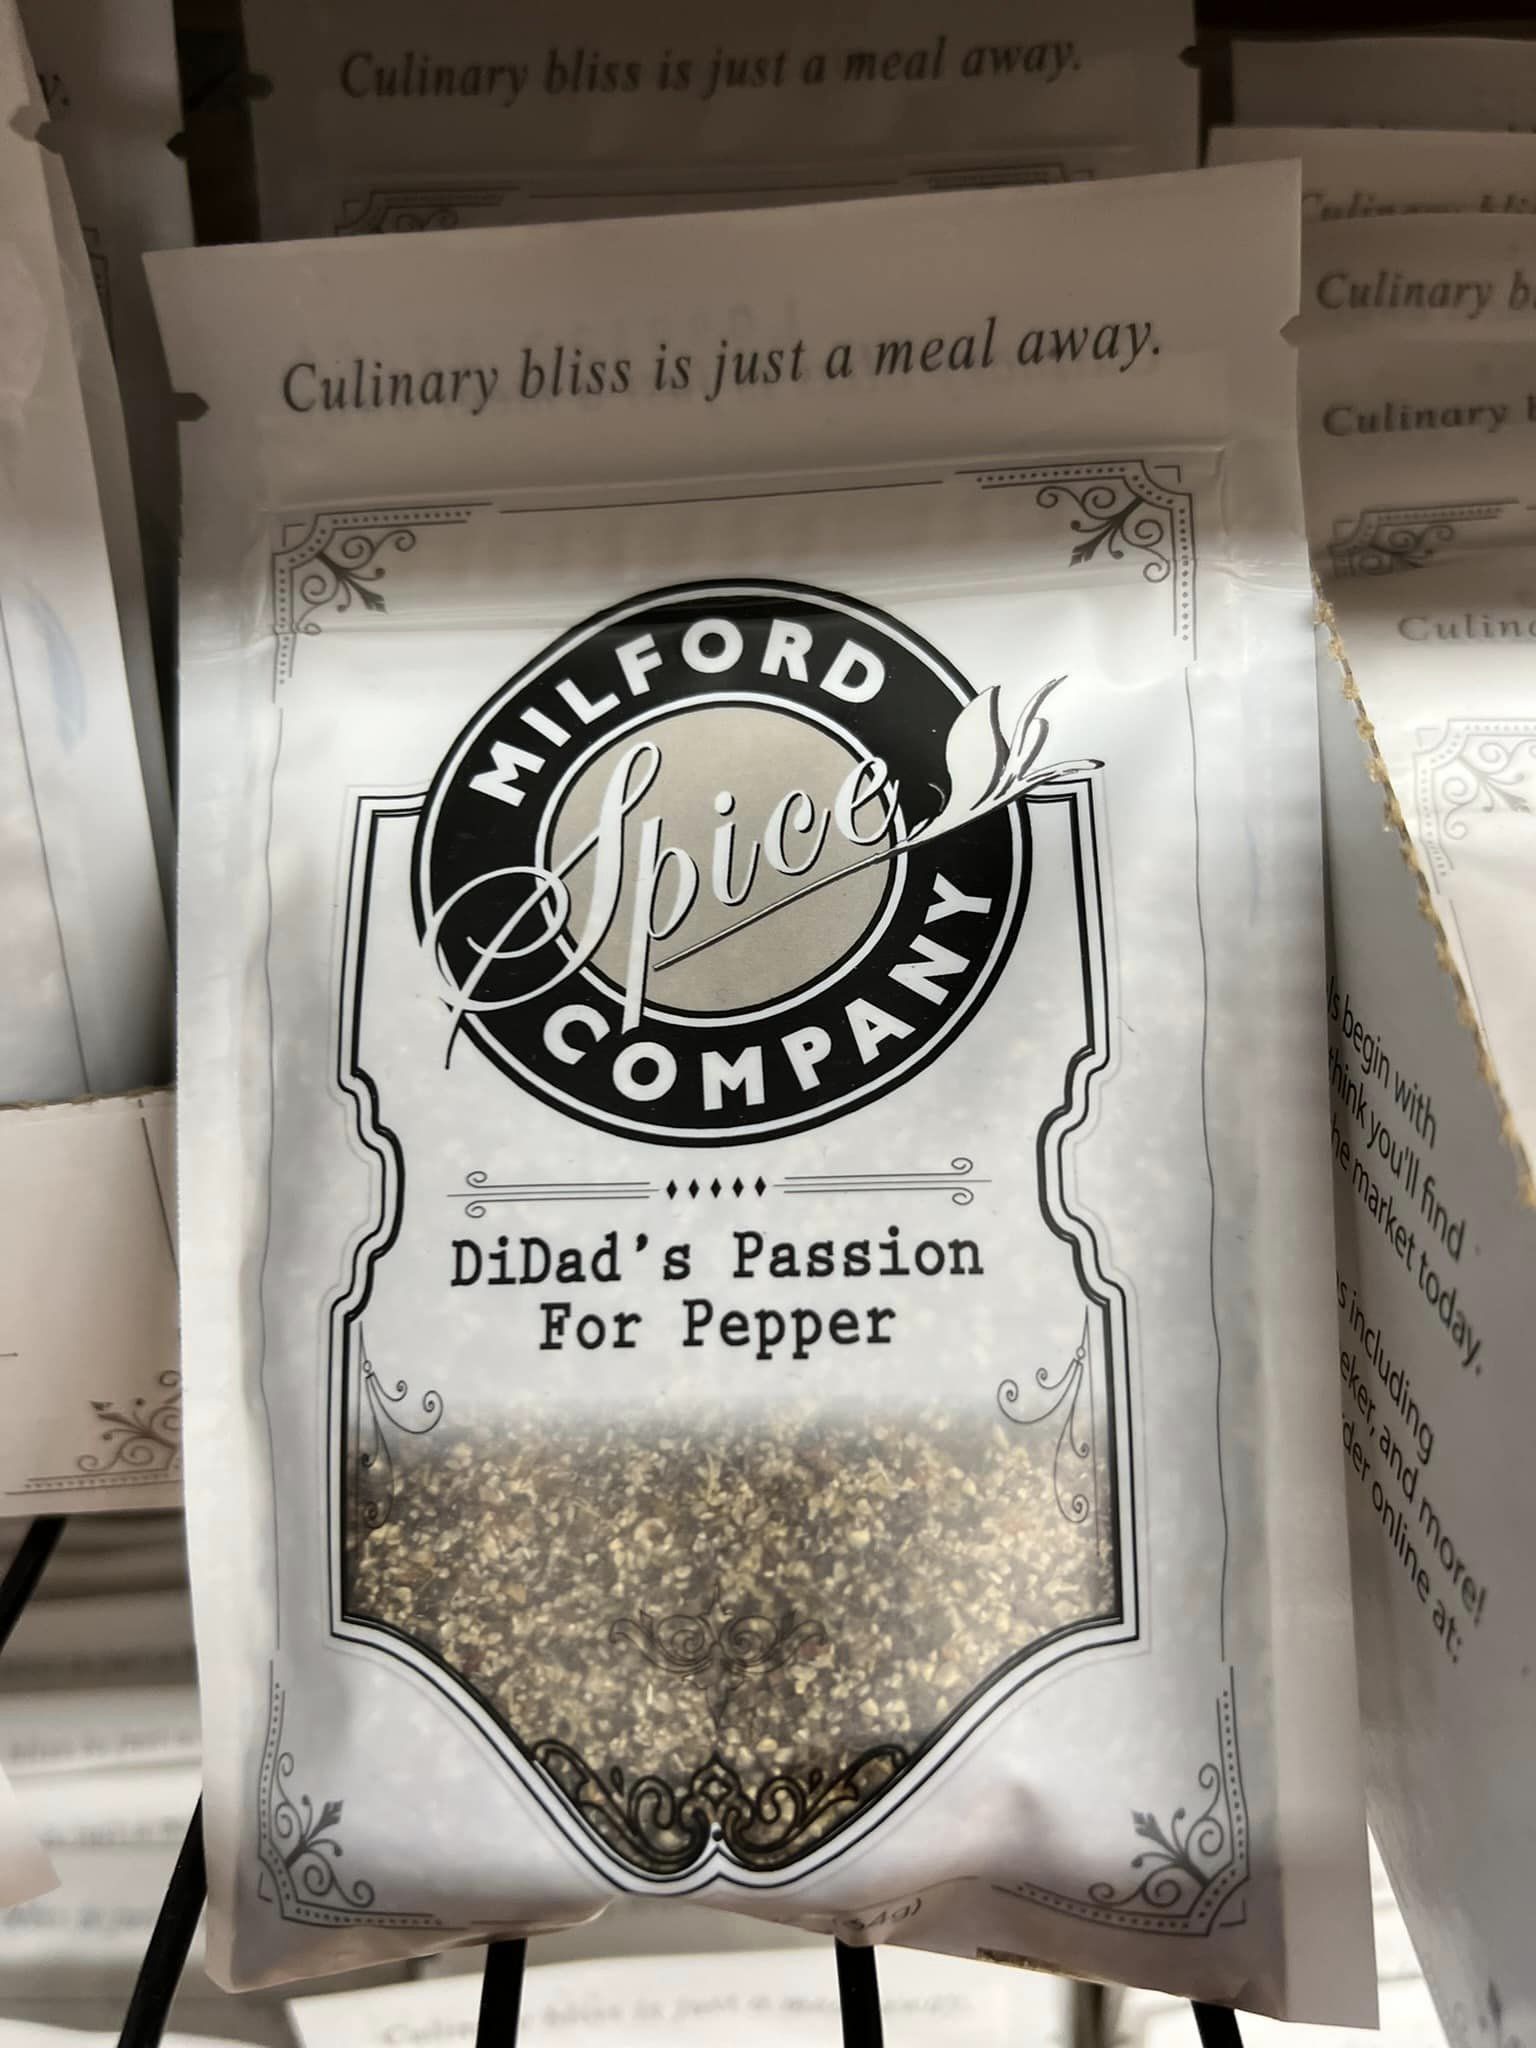 Culinary bliss is just a meal away.
Culinary bliss is just a meal away.
MILFORD
Spice
COMPANY
DiDad's Passion
For Pepper
Culinary
Culinary
begin with
think you'll find
the market today.
including
and more!
online at: